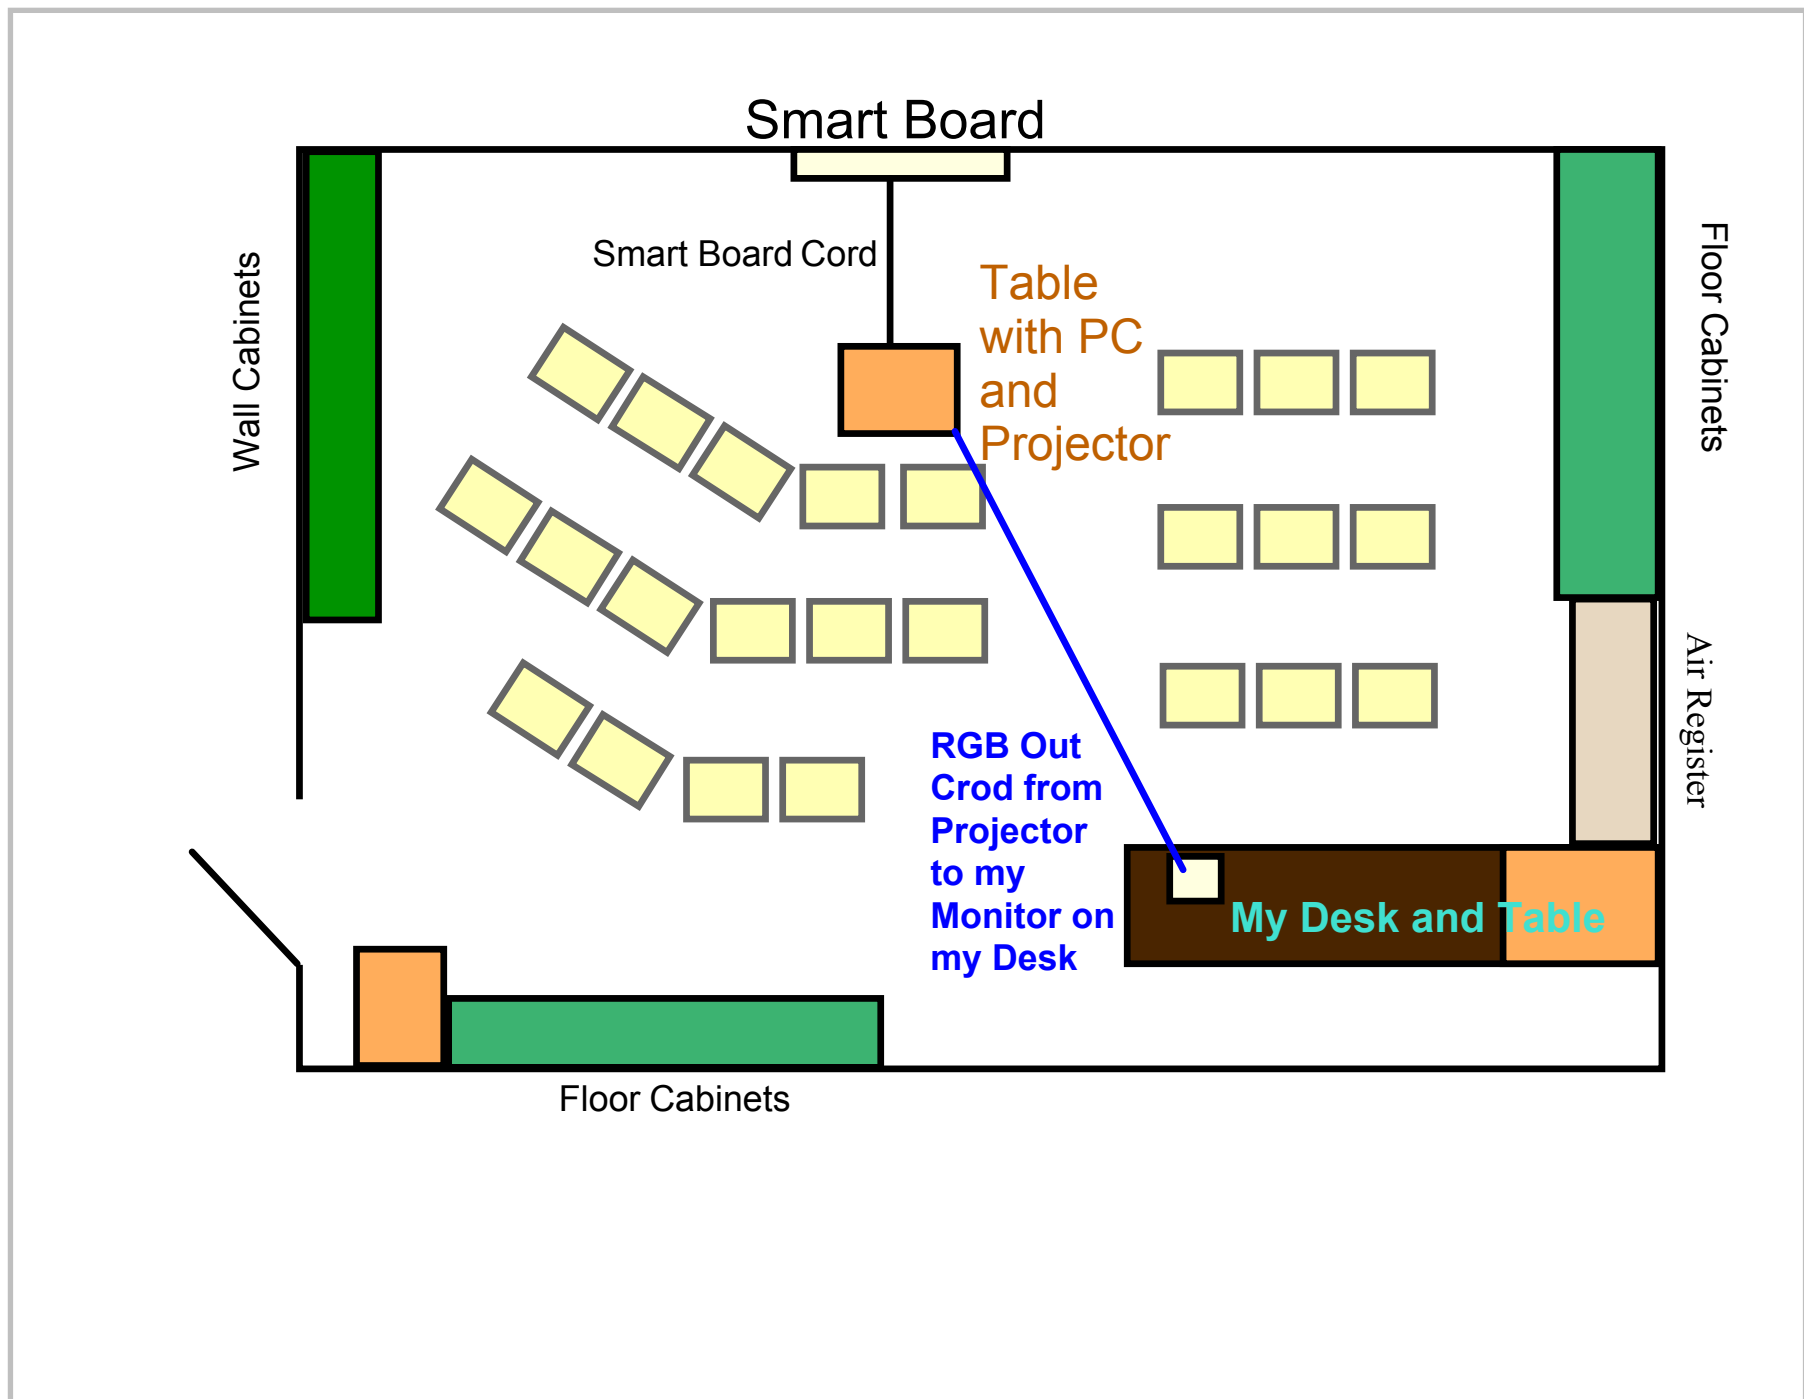 Smart Board
Smart Board Cord
Table
with PC
and
Projector
Wall Cabinets
Floor Cabinets
Air Register
RGB Out
Crod from
Projector
to my
Monitor on
my Desk
My Desk and Table
Floor Cabinets